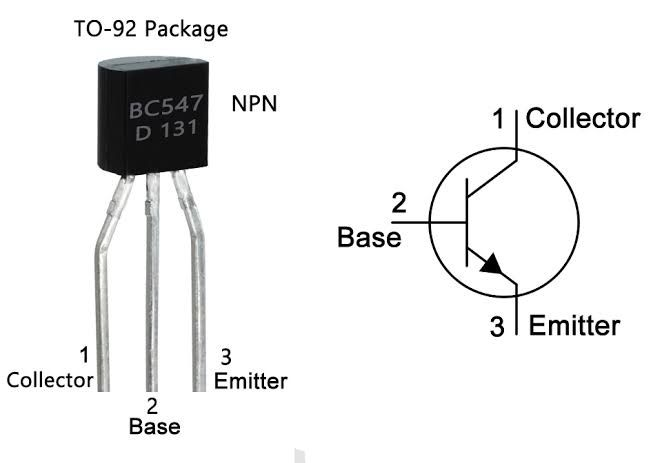 TO-92 Package
BC547
D 131
NPN
1
Collector
2
Base
3
Emitter
1 Collector
2
Base
3 Emitter